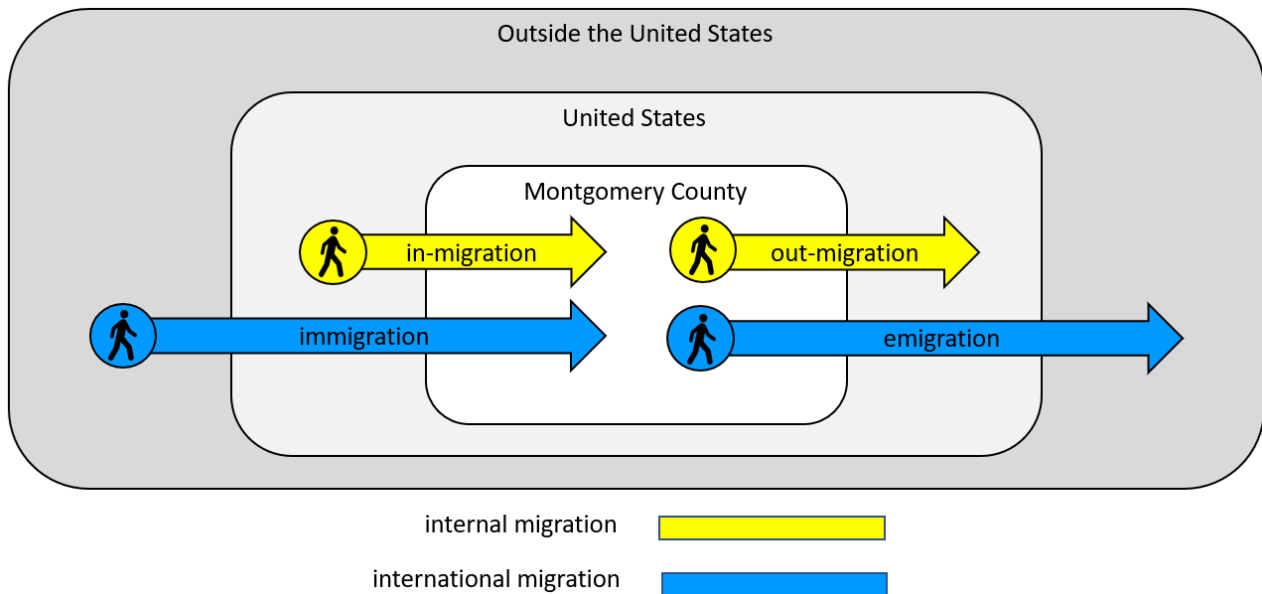 Outside the United States
United States
Montgomery County
in-migration
out-migration
immigration
emigration
internal migration
international migration